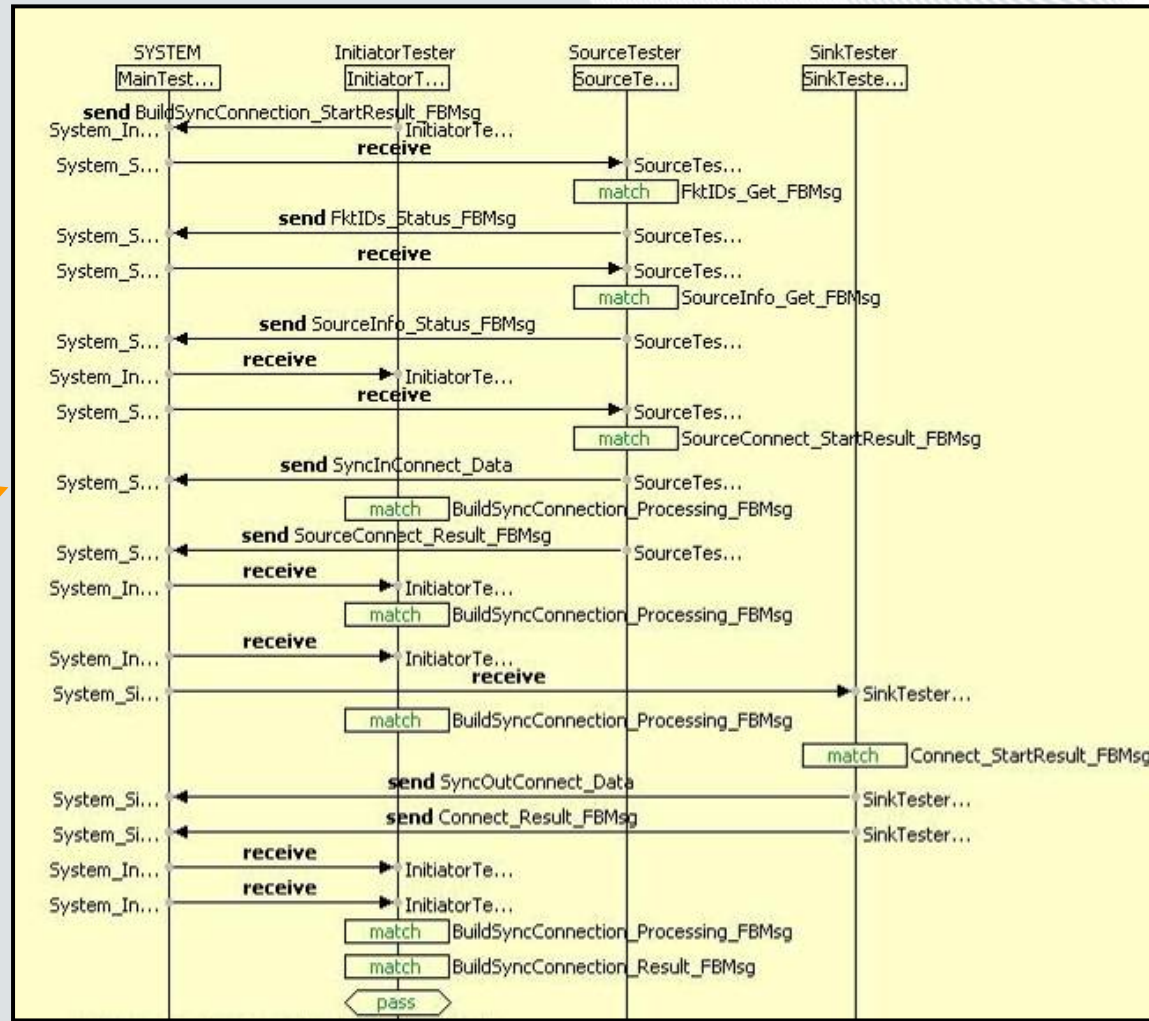 SYSTEM InitiatorTester SourceTester SinkTester
MainTest... InitiatorT... SourceTe... SinkTeste...
send BuildSyncConnection_StartResult_FBMsg
System_In... InitiatorTe...
receive
System_S... SourceTes...
match FktIDs_Get_FBMsg
send FktIDs_Status_FBMsg
System_S... SourceTes...
receive
System_S... SourceTes...
match SourceInfo_Get_FBMsg
send SourceInfo_Status_FBMsg
System_S... SourceTes...
receive
System_In... InitiatorTe...
receive
System_S... SourceTes...
match SourceConnect_StartResult_FBMsg
send SyncInConnect_Data
System_S... SourceTes...
match BuildSyncConnection_Processing_FBMsg
send SourceConnect_Result_FBMsg
System_S... SourceTes...
receive
System_In... InitiatorTe...
match BuildSyncConnection_Processing_FBMsg
receive
System_In... InitiatorTe...
receive
System_Si... SinkTester...
match BuildSyncConnection_Processing_FBMsg
match Connect_StartResult_FBMsg
send SyncOutConnect_Data
System_Si... SinkTester...
send Connect_Result_FBMsg
System_Si... SinkTester...
receive
System_In... InitiatorTe...
receive
System_In... InitiatorTe...
match BuildSyncConnection_Processing_FBMsg
match BuildSyncConnection_Result_FBMsg
pass